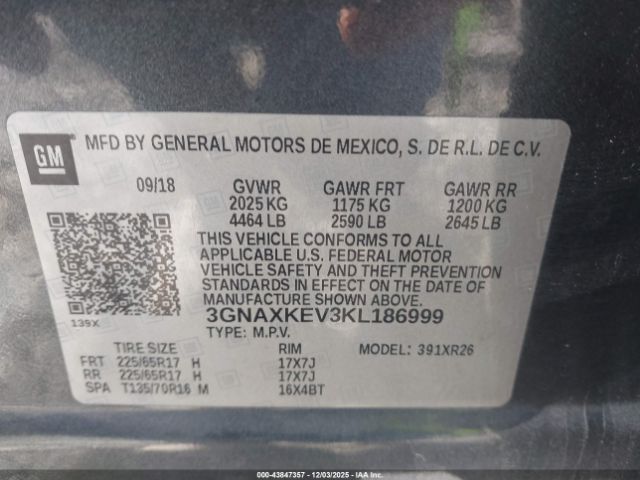 GM
MFD BY GENERAL MOTORS DE MEXICO, S. DE R.L. DE C.V.
09/18 GVWR GAWR FRT GAWR RR
2025 KG 1175 KG 1200 KG
4464 LB 2590 LB 2645 LB
THIS VEHICLE CONFORMS TO ALL
APPLICABLE U.S. FEDERAL MOTOR
VEHICLE SAFETY AND THEFT PREVENTION
STANDARDS IN EFFECT ON THE DATE OF
MANUFACTURE SHOWN ABOVE.
139X 3GNAXKEV3KL186999
TYPE: M.P.V.
TIRE SIZE RIM MODEL: 391XR26
FRT 225/65R17 H 17X7J
RR 225/65R17 H 17X7J
SPA T135/70R16 M 16X4BT
000-43847357 | 12/03/2025 - IAAI.COM